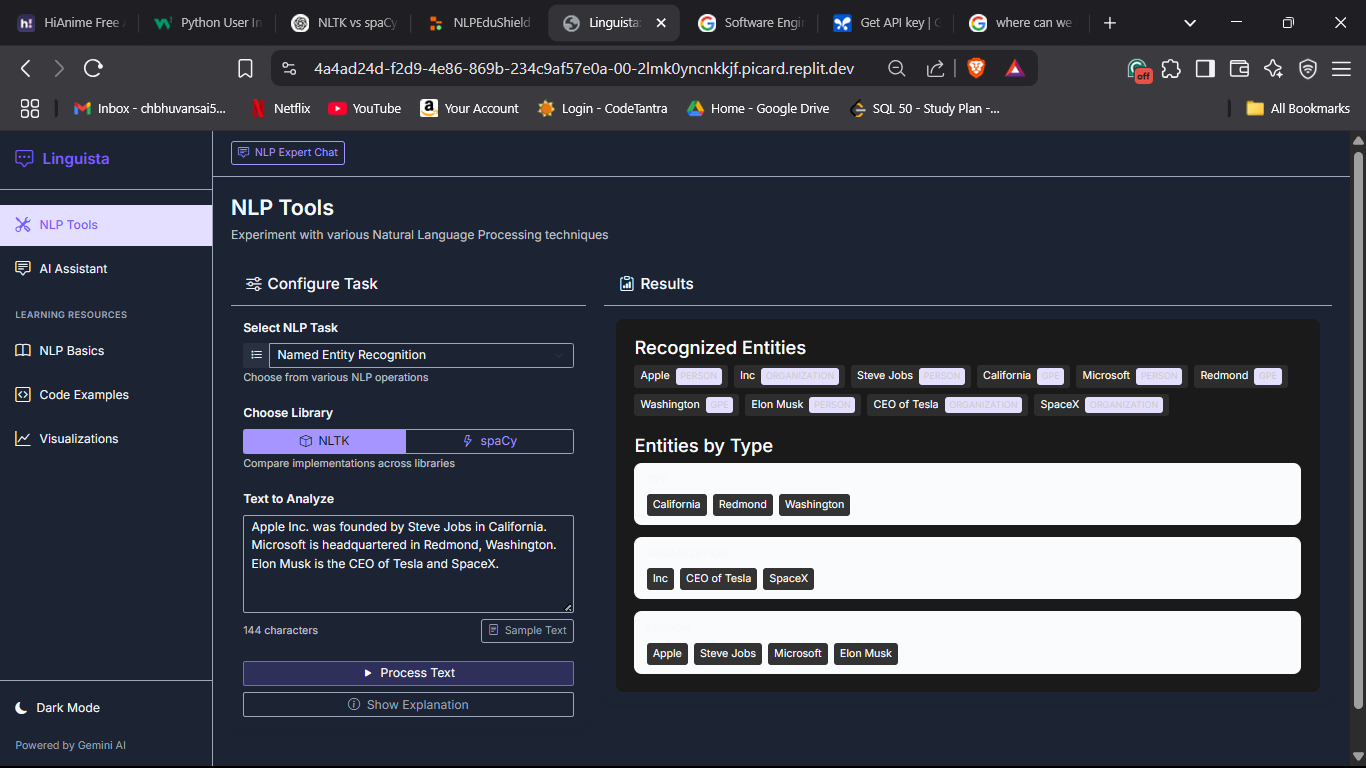 HiAnime Free
Python User In
NLTK vs spaCy
NLPEduShield
Linguista
Software Engi
Get API key |
where can we
4a4ad24d-f2d9-4e86-869b-234c9af57e0a-00-2lmk0yncnkkjf.picard.replit.dev
off
Inbox - chbhuvansai5...
Netflix
YouTube
Your Account
Login - CodeTantra
Home - Google Drive
SQL 50 - Study Plan -...
All Bookmarks
Linguista
NLP Expert Chat
NLP Tools
AI Assistant
LEARNING RESOURCES
NLP Basics
Code Examples
Visualizations
Dark Mode
Powered by Gemini AI
NLP Tools
Experiment with various Natural Language Processing techniques
Configure Task
Select NLP Task
Named Entity Recognition
Choose from various NLP operations
Choose Library
NLTK
spaCy
Compare implementations across libraries
Text to Analyze
Apple Inc. was founded by Steve Jobs in California.
Microsoft is headquartered in Redmond, Washington.
Elon Musk is the CEO of Tesla and SpaceX.
144 characters
Sample Text
Process Text
Show Explanation
Results
Recognized Entities
Apple PERSON Inc ORGANIZATION Steve Jobs PERSON California GPE Microsoft PERSON Redmond GPE
Washington GPE Elon Musk PERSON CEO of Tesla ORGANIZATION SpaceX ORGANIZATION
Entities by Type
California Redmond Washington
Inc CEO of Tesla SpaceX
Apple Steve Jobs Microsoft Elon Musk